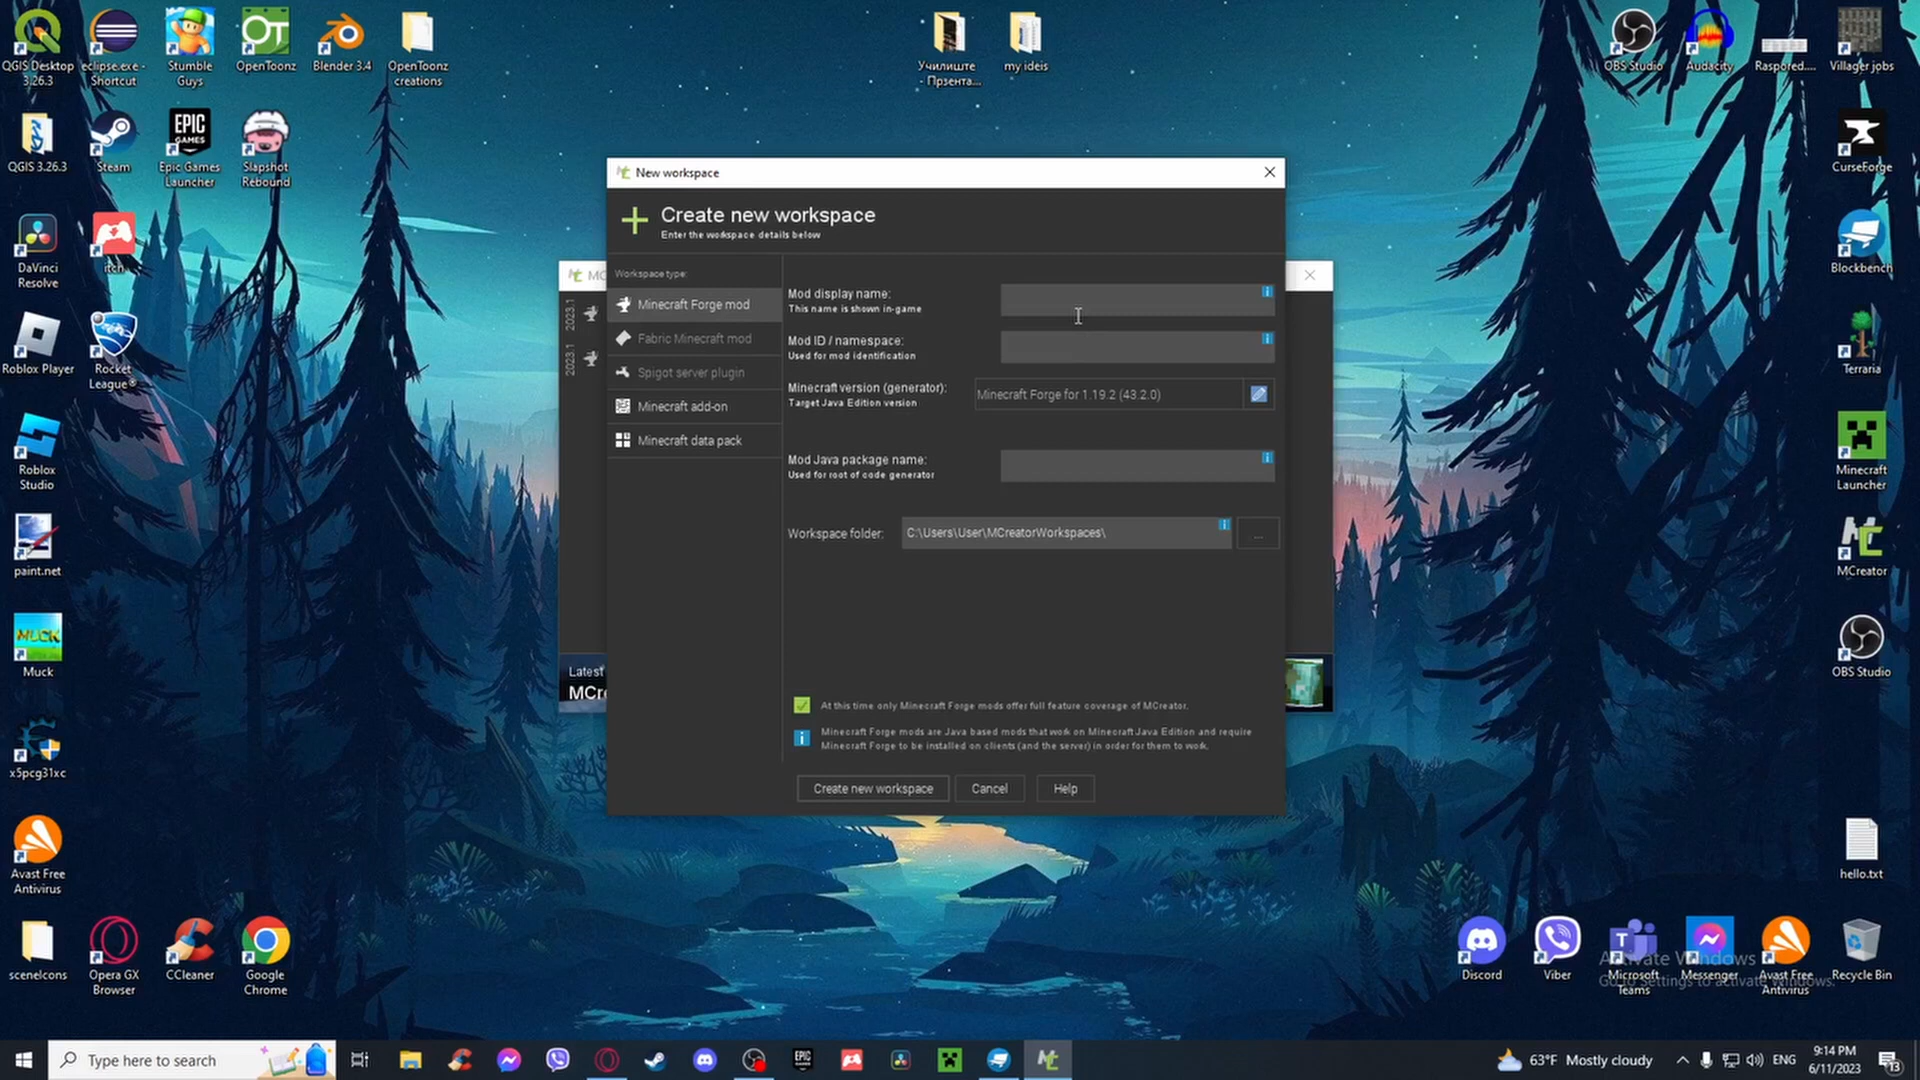 QGIS Desktop
3.26.3
eclipse.exe -
Shortcut
Stumble
Guys
OpenToonz
Blender 3.4
OpenToonz
creations
Училиште
- Прзента...
my ideis
OBS Studio
Audacity
Raspored....
Villager jobs
QGIS 3.26.3
Steam
EPIC
GAMES
Epic Games
Launcher
Slapshot
Rebound
CurseForge
DaVinci
Resolve
itch
Blockbench
Roblox Player
Rocket
League®
Terraria
Roblox
Studio
Minecraft
Launcher
paint.net
MCreator
MUCK
Muck
OBS Studio
x5pcg31xc
Avast Free
Antivirus
hello.txt
sceneIcons
Opera GX
Browser
CCleaner
Google
Chrome
Discord
Viber
Microsoft
Teams
Messenger
Avast Free
Antivirus
Recycle Bin
Activate Windows
Go to Settings to activate Windows.
New workspace
Create new workspace
Enter the workspace details below
Workspace type:
Minecraft Forge mod
Fabric Minecraft mod
Spigot server plugin
Minecraft add-on
Minecraft data pack
Mod display name:
This name is shown in-game
Mod ID / namespace:
Used for mod identification
Minecraft version (generator):
Target Java Edition version
Minecraft Forge for 1.19.2 (43.2.0)
Mod Java package name:
Used for root of code generator
Workspace folder:
C:\Users\User\MCreatorWorkspaces\
...
At this time only Minecraft Forge mods offer full feature coverage of MCreator.
Minecraft Forge mods are Java based mods that work on Minecraft Java Edition and require
Minecraft Forge to be installed on clients (and the server) in order for them to work.
Create new workspace
Cancel
Help
MC
2023.1
2023.1
Latest
MCre
Type here to search
63°F Mostly cloudy
ENG
9:14 PM
6/11/2023
13